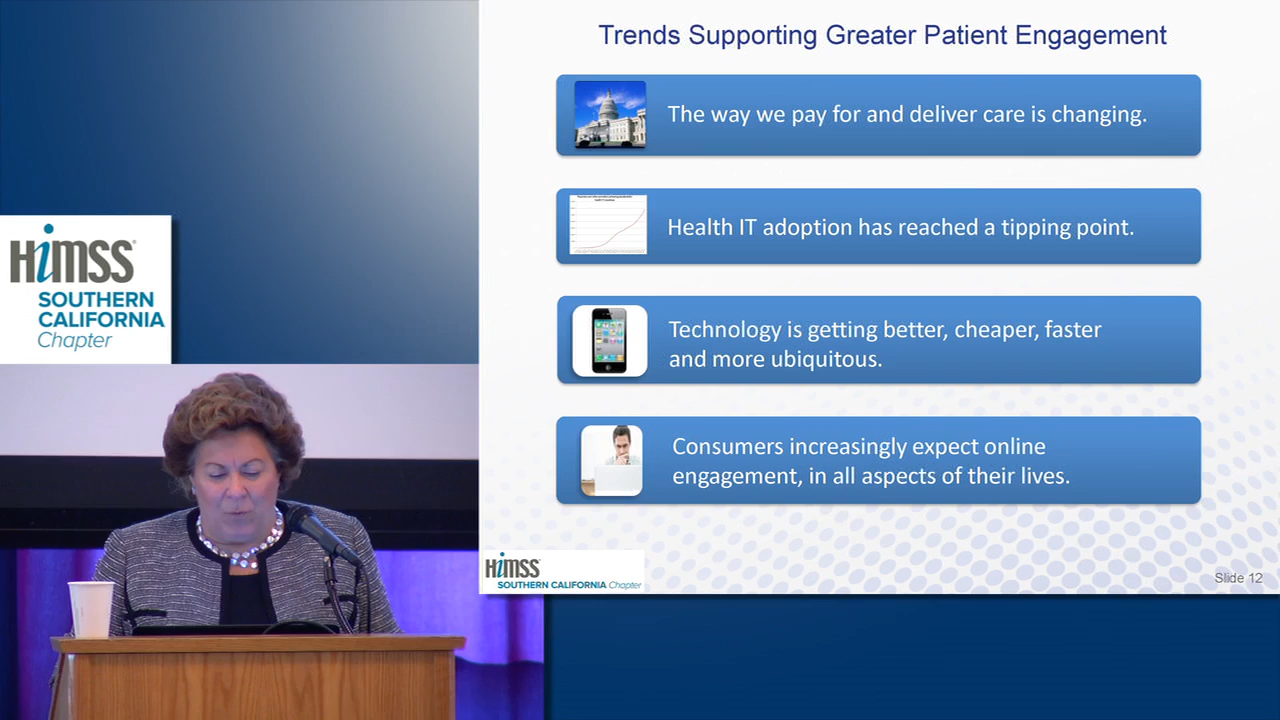 Trends Supporting Greater Patient Engagement
The way we pay for and deliver care is changing.
Health IT adoption has reached a tipping point.
Technology is getting better, cheaper, faster
and more ubiquitous.
Consumers increasingly expect online
engagement, in all aspects of their lives.
HiMSS
SOUTHERN
CALIFORNIA
Chapter
HiMSS
SOUTHERN CALIFORNIA Chapter
Slide 12